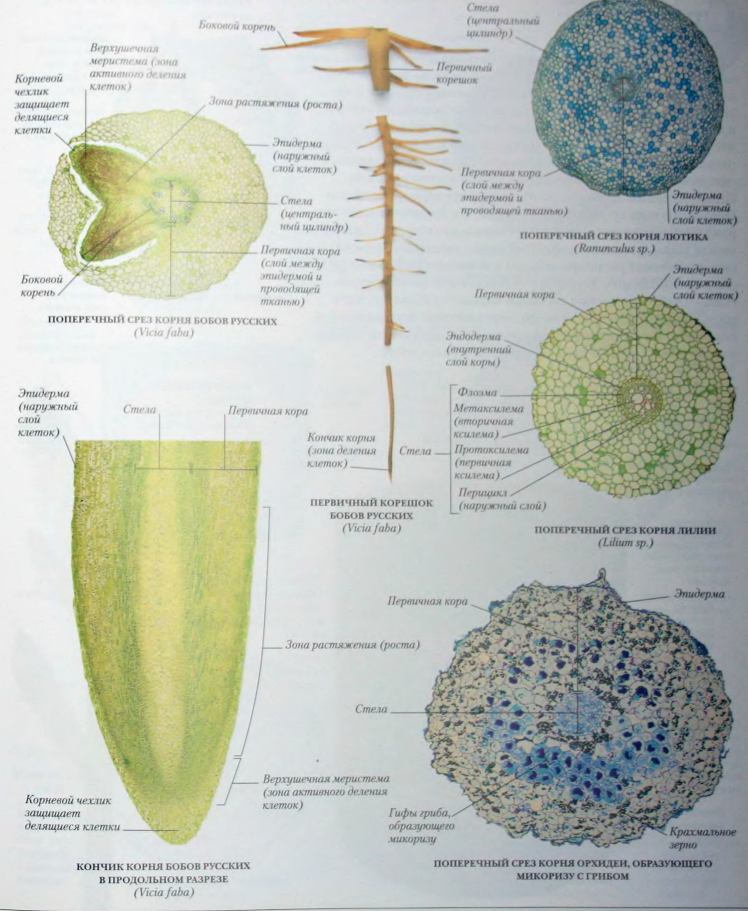 Боковой корень
Первичный
корешок
Стела
(центральный
цилиндр)
Первичная кора
(слой между
эпидермой и
проводящей тканью)
Эпидерма
(наружный
слой клеток)
ПОПЕРЕЧНЫЙ СРЕЗ КОРНЯ ЛЮТИКА
(Ranunculus sp.)
Верхушечная
меристема (зона
активного деления
клеток)
Корневой
чехлик
защищает
делящиеся
клетки
Зона растяжения (роста)
Эпидерма
(наружный
слой клеток)
Стела
(централь-
ный цилиндр)
Первичная кора
(слой между
эпидермой и
проводящей
тканью)
Боковой
корень
ПОПЕРЕЧНЫЙ СРЕЗ КОРНЯ БОБОВ РУССКИХ
(Vicia faba)
Эпидерма
(наружный
слой клеток)
Первичная кора
Эндодерма
(внутренний
слой коры)
Флоэма
Метаксилема
(вторичная
ксилема)
Стела
Протоксилема
(первичная
ксилема)
Перицикл
(наружный слой)
ПОПЕРЕЧНЫЙ СРЕЗ КОРНЯ ЛИЛИИ
(Lilium sp.)
Кончик корня
(зона деления
клеток)
ПЕРВИЧНЫЙ КОРЕШОК
БОБОВ РУССКИХ
(Vicia faba)
Эпидерма
(наружный
слой
клеток)
Стела
Первичная кора
Зона растяжения (роста)
Верхушечная меристема
(зона активного деления
клеток)
Корневой чехлик
защищает
делящиеся клетки
КОНЧИК КОРНЯ БОБОВ РУССКИХ
В ПРОДОЛЬНОМ РАЗРЕЗЕ
(Vicia faba)
Первичная кора
Эпидерма
Стела
Гифы гриба,
образующего
микоризу
Крахмальное
зерно
ПОПЕРЕЧНЫЙ СРЕЗ КОРНЯ ОРХИДЕИ, ОБРАЗУЮЩЕГО
МИКОРИЗУ С ГРИБОМ